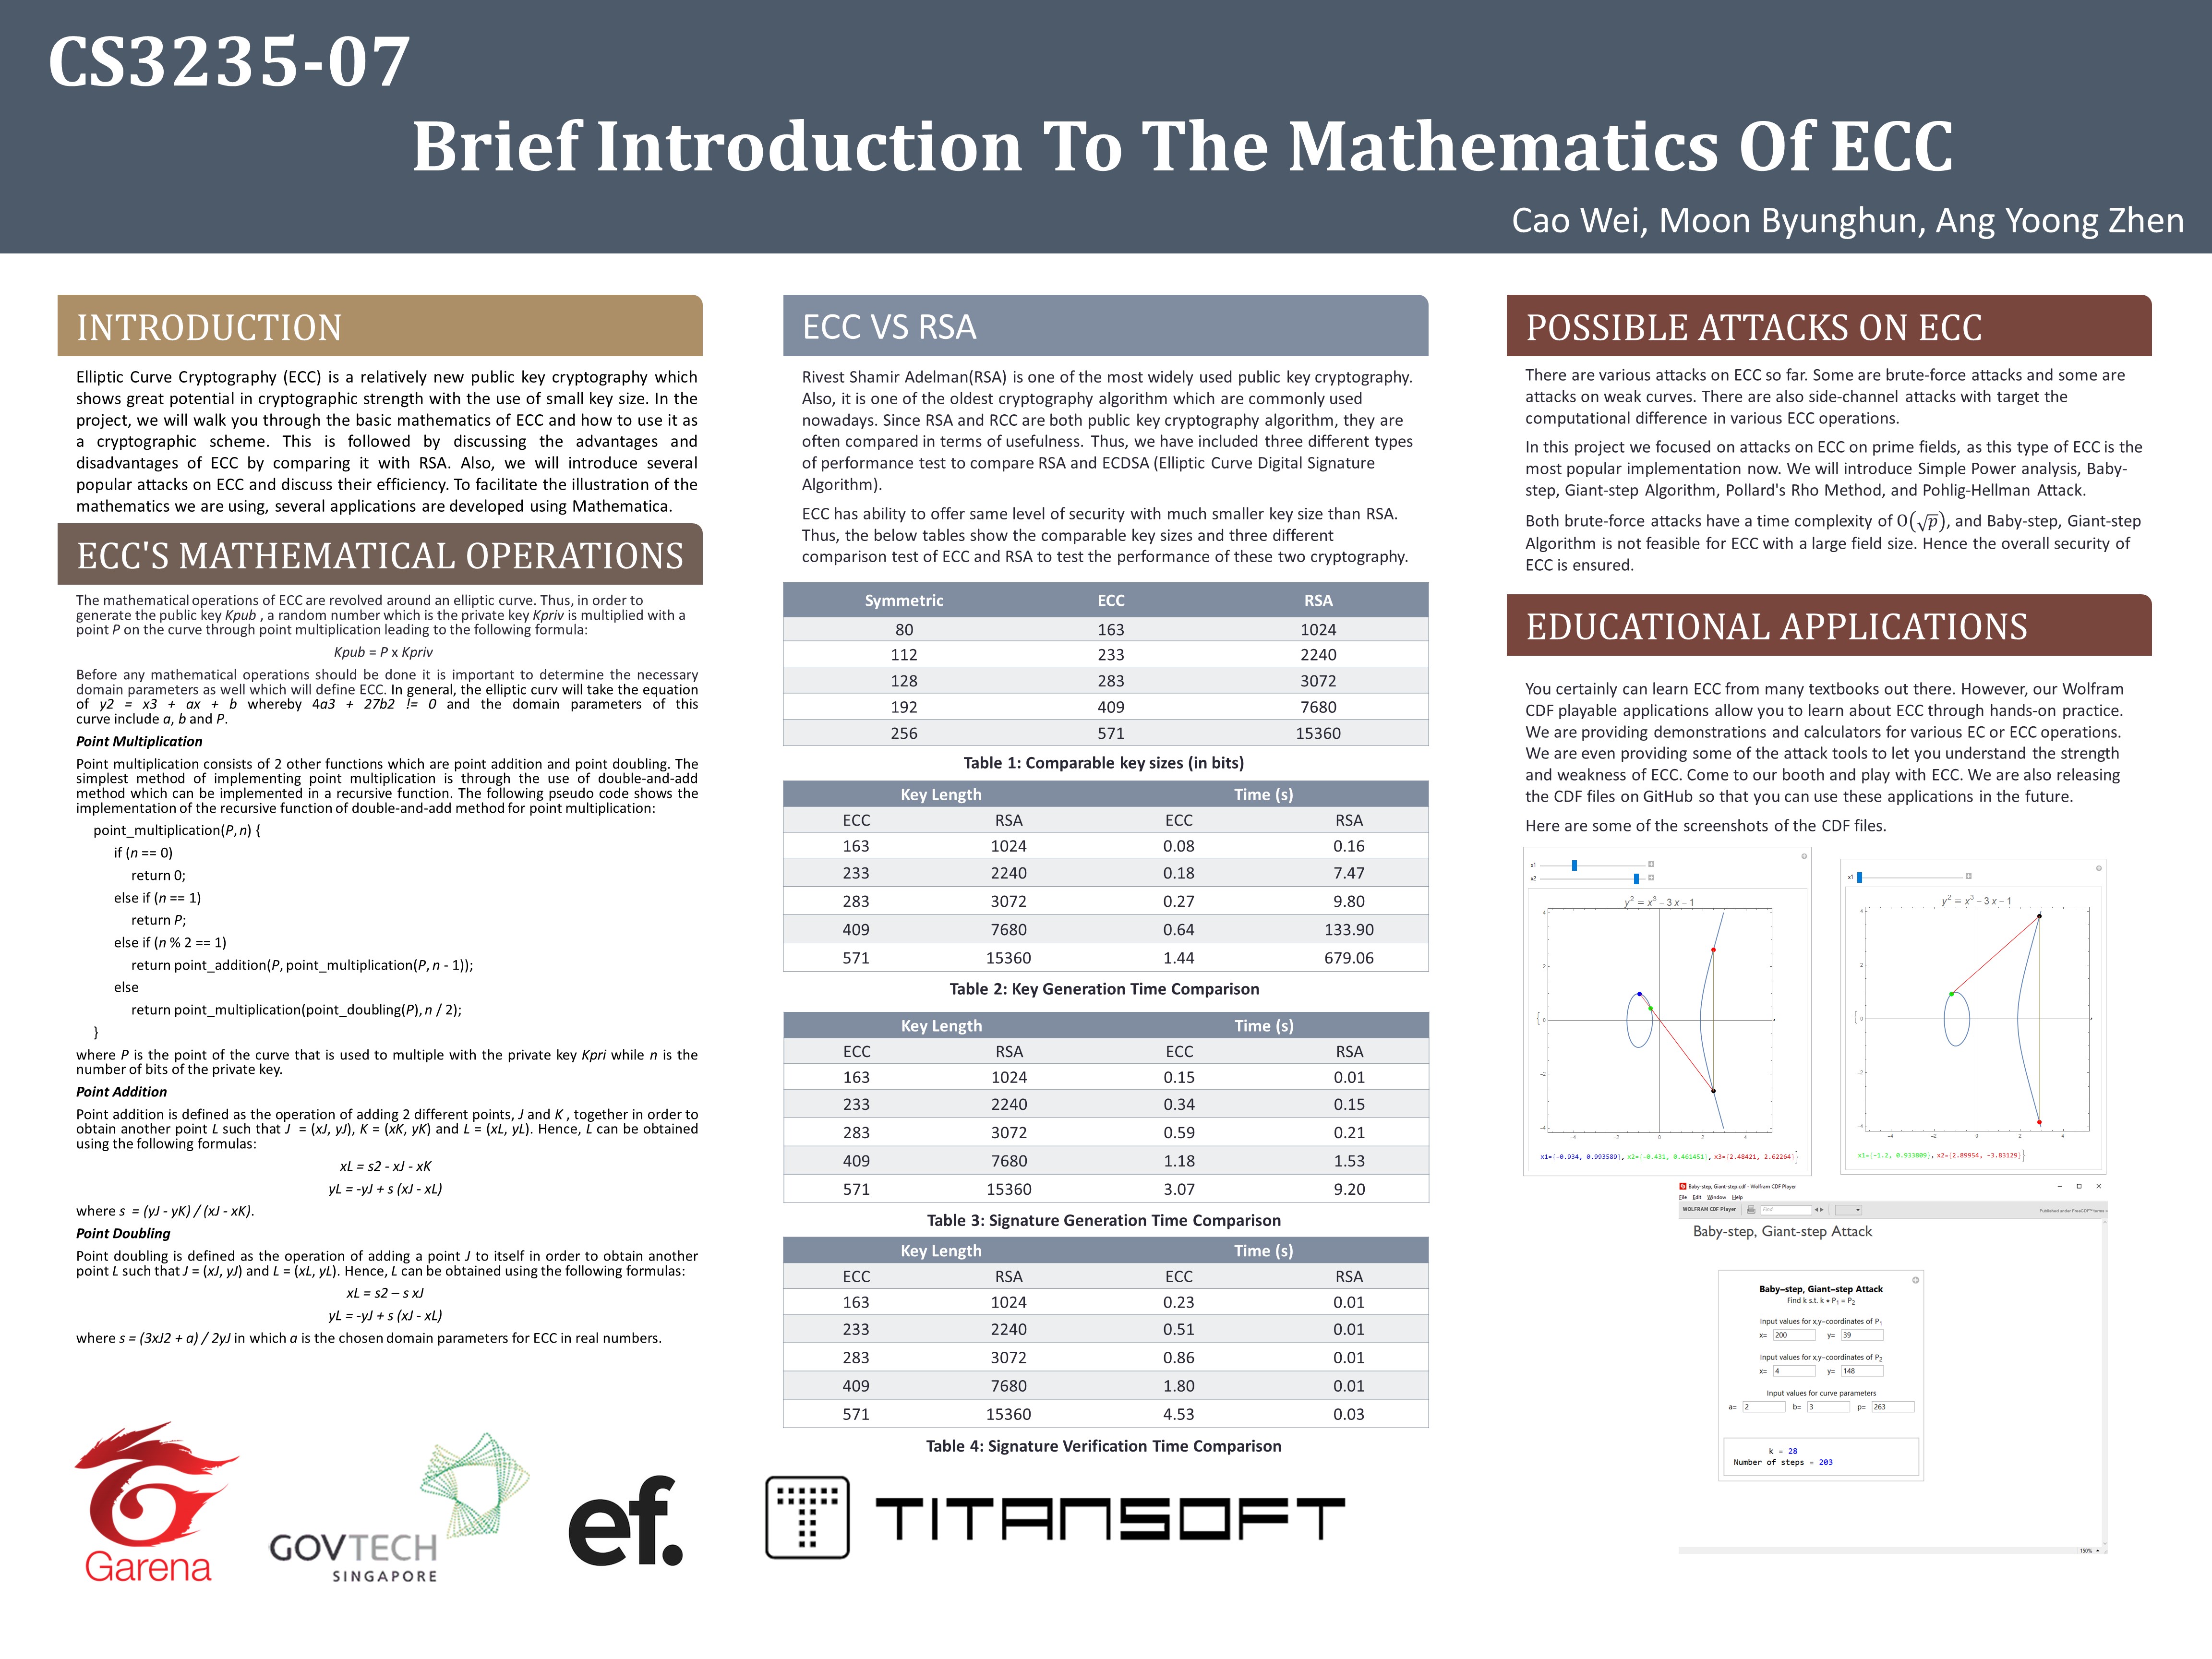 CS3235-07
Brief Introduction To The Mathematics Of ECC
Cao Wei, Moon Byunghun, Ang Yoong Zhen
INTRODUCTION
Elliptic Curve Cryptography (ECC) is a relatively new public key cryptography which
shows great potential in cryptographic strength with the use of small key size. In the
project, we will walk you through the basic mathematics of ECC and how to use it as
a cryptographic scheme. This is followed by discussing the advantages and
disadvantages of ECC by comparing it with RSA. Also, we will introduce several
popular attacks on ECC and discuss their efficiency. To facilitate the illustration of the
mathematics we are using, several applications are developed using Mathematica.
ECC'S MATHEMATICAL OPERATIONS
The mathematical operations of ECC are revolved around an elliptic curve. Thus, in order to
generate the public key Kpub , a random number which is the private key Kpriv is multiplied with a
point P on the curve through point multiplication leading to the following formula:
Kpub = P x Kpriv
Before any mathematical operations should be done it is important to determine the necessary
domain parameters as well which will define ECC. In general, the elliptic curv will take the equation
of y2 = x3 + ax + b whereby 4a3 + 27b2 != 0 and the domain parameters of this
curve include a, b and P.
Point Multiplication
Point multiplication consists of 2 other functions which are point addition and point doubling. The
simplest method of implementing point multiplication is through the use of double-and-add
method which can be implemented in a recursive function. The following pseudo code shows the
implementation of the recursive function of double-and-add method for point multiplication:
point_multiplication(P, n) {
if (n == 0)
return 0;
else if (n == 1)
return P;
else if (n % 2 == 1)
return point_addition(P, point_multiplication(P, n - 1));
else
return point_multiplication(point_doubling(P), n / 2);
}
where P is the point of the curve that is used to multiple with the private key Kpri while n is the
number of bits of the private key.
Point Addition
Point addition is defined as the operation of adding 2 different points, J and K , together in order to
obtain another point L such that J = (xJ, yJ), K = (xK, yK) and L = (xL, yL). Hence, L can be obtained
using the following formulas:
xL = s2 - xJ - xK
yL = -yJ + s (xJ - xL)
where s = (yJ - yK) / (xJ - xK).
Point Doubling
Point doubling is defined as the operation of adding a point J to itself in order to obtain another
point L such that J = (xJ, yJ) and L = (xL, yL). Hence, L can be obtained using the following formulas:
xL = s2 – s xJ
yL = -yJ + s (xJ - xL)
where s = (3xJ2 + a) / 2yJ in which a is the chosen domain parameters for ECC in real numbers.
Garena
GOVTECH
SINGAPORE
ef.
TITANSOFT
ECC VS RSA
Rivest Shamir Adelman(RSA) is one of the most widely used public key cryptography.
Also, it is one of the oldest cryptography algorithm which are commonly used
nowadays. Since RSA and RCC are both public key cryptography algorithm, they are
often compared in terms of usefulness. Thus, we have included three different types
of performance test to compare RSA and ECDSA (Elliptic Curve Digital Signature
Algorithm).
ECC has ability to offer same level of security with much smaller key size than RSA.
Thus, the below tables show the comparable key sizes and three different
comparison test of ECC and RSA to test the performance of these two cryptography.
Symmetric ECC RSA
80 163 1024
112 233 2240
128 283 3072
192 409 7680
256 571 15360
Table 1: Comparable key sizes (in bits)
Key Length Time (s)
ECC RSA ECC RSA
163 1024 0.08 0.16
233 2240 0.18 7.47
283 3072 0.27 9.80
409 7680 0.64 133.90
571 15360 1.44 679.06
Table 2: Key Generation Time Comparison
Key Length Time (s)
ECC RSA ECC RSA
163 1024 0.15 0.01
233 2240 0.34 0.15
283 3072 0.59 0.21
409 7680 1.18 1.53
571 15360 3.07 9.20
Table 3: Signature Generation Time Comparison
Key Length Time (s)
ECC RSA ECC RSA
163 1024 0.23 0.01
233 2240 0.51 0.01
283 3072 0.86 0.01
409 7680 1.80 0.01
571 15360 4.53 0.03
Table 4: Signature Verification Time Comparison
POSSIBLE ATTACKS ON ECC
There are various attacks on ECC so far. Some are brute-force attacks and some are
attacks on weak curves. There are also side-channel attacks with target the
computational difference in various ECC operations.
In this project we focused on attacks on ECC on prime fields, as this type of ECC is the
most popular implementation now. We will introduce Simple Power analysis, Baby-
step, Giant-step Algorithm, Pollard's Rho Method, and Pohlig-Hellman Attack.
Both brute-force attacks have a time complexity of O(√p), and Baby-step, Giant-step
Algorithm is not feasible for ECC with a large field size. Hence the overall security of
ECC is ensured.
EDUCATIONAL APPLICATIONS
You certainly can learn ECC from many textbooks out there. However, our Wolfram
CDF playable applications allow you to learn about ECC through hands-on practice.
We are providing demonstrations and calculators for various EC or ECC operations.
We are even providing some of the attack tools to let you understand the strength
and weakness of ECC. Come to our booth and play with ECC. We are also releasing
the CDF files on GitHub so that you can use these applications in the future.
Here are some of the screenshots of the CDF files.
x1
x2
y² = x³ − 3 x − 1
4
2
{ 0
-2
-4
-4 -2 0 2 4
x1={-0.934, 0.993589}, x2={-0.431, 0.461451}, x3={2.48421, 2.62264}}
x1
y² = x³ − 3 x − 1
4
2
{ 0
-2
-4
-4 -2 0 2 4
x1={-1.2, 0.933809}, x2={2.89954, -3.83129}}
Baby-step, Giant-step.cdf - Wolfram CDF Player
File Edit Window Help
WOLFRAM CDF Player Find Published under FreeCDF™ terms »
Baby-step, Giant-step Attack
Baby–step, Giant–step Attack
Find k s.t. k • P1 = P2
Input values for x,y–coordinates of P1
x= 200 y= 39
Input values for x,y–coordinates of P2
x= 4 y= 148
Input values for curve parameters
a= 2 b= 3 p= 263
k = 28
Number of steps = 203
150%